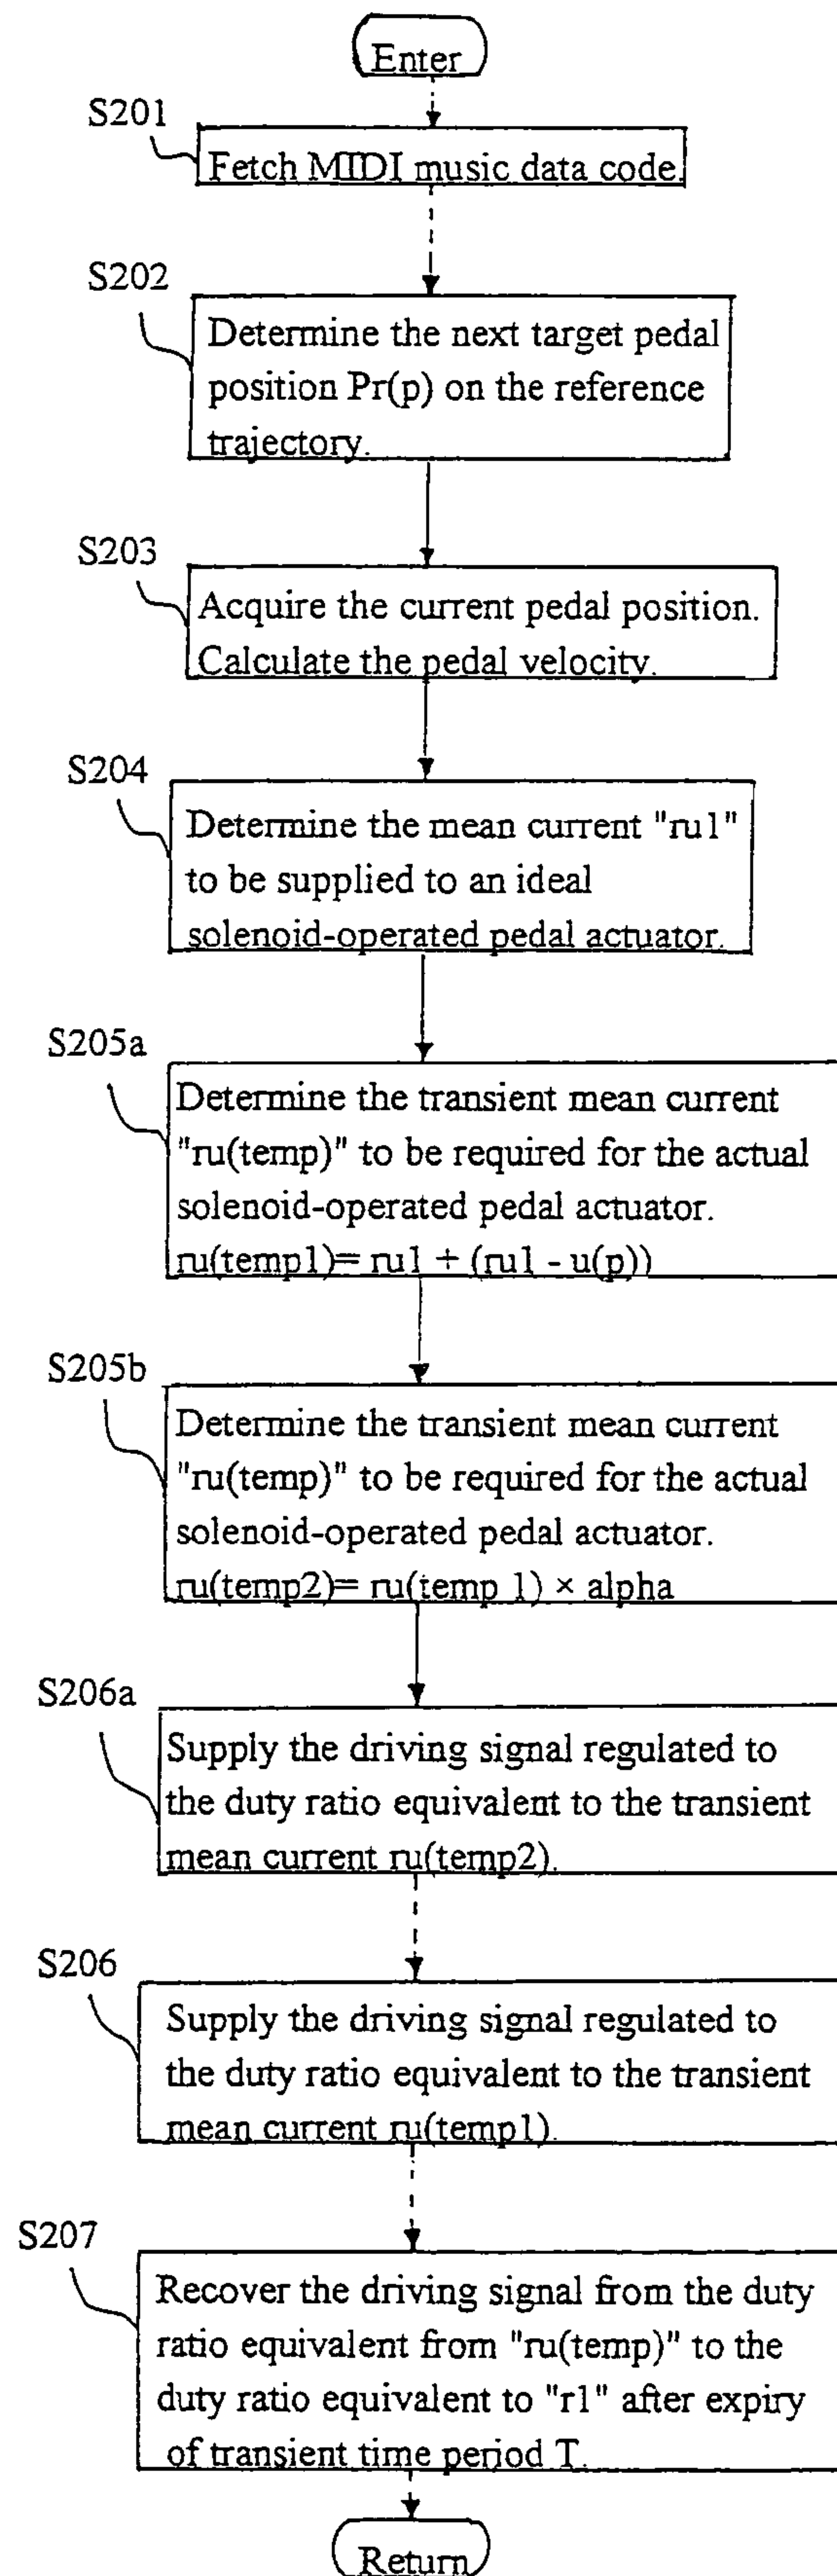 Enter
S201
Fetch MIDI music data code.
S202
Determine the next target pedal
position Pr(p) on the reference
trajectory.
S203
Acquire the current pedal position.
Calculate the pedal velocity.
S204
Determine the mean current "ru1"
to be supplied to an ideal
solenoid-operated pedal actuator.
S205a
Determine the transient mean current
"ru(temp)" to be required for the actual
solenoid-operated pedal actuator.
ru(temp1)= ru1 + (ru1 - u(p))
S205b
Determine the transient mean current
"ru(temp)" to be required for the actual
solenoid-operated pedal actuator.
ru(temp2)= ru(temp 1) × alpha
S206a
Supply the driving signal regulated to
the duty ratio equivalent to the transient
mean current ru(temp2).
S206
Supply the driving signal regulated to
the duty ratio equivalent to the transient
mean current ru(temp1).
S207
Recover the driving signal from the duty
ratio equivalent from "ru(temp)" to the
duty ratio equivalent to "r1" after expiry
of transient time period T.
Return